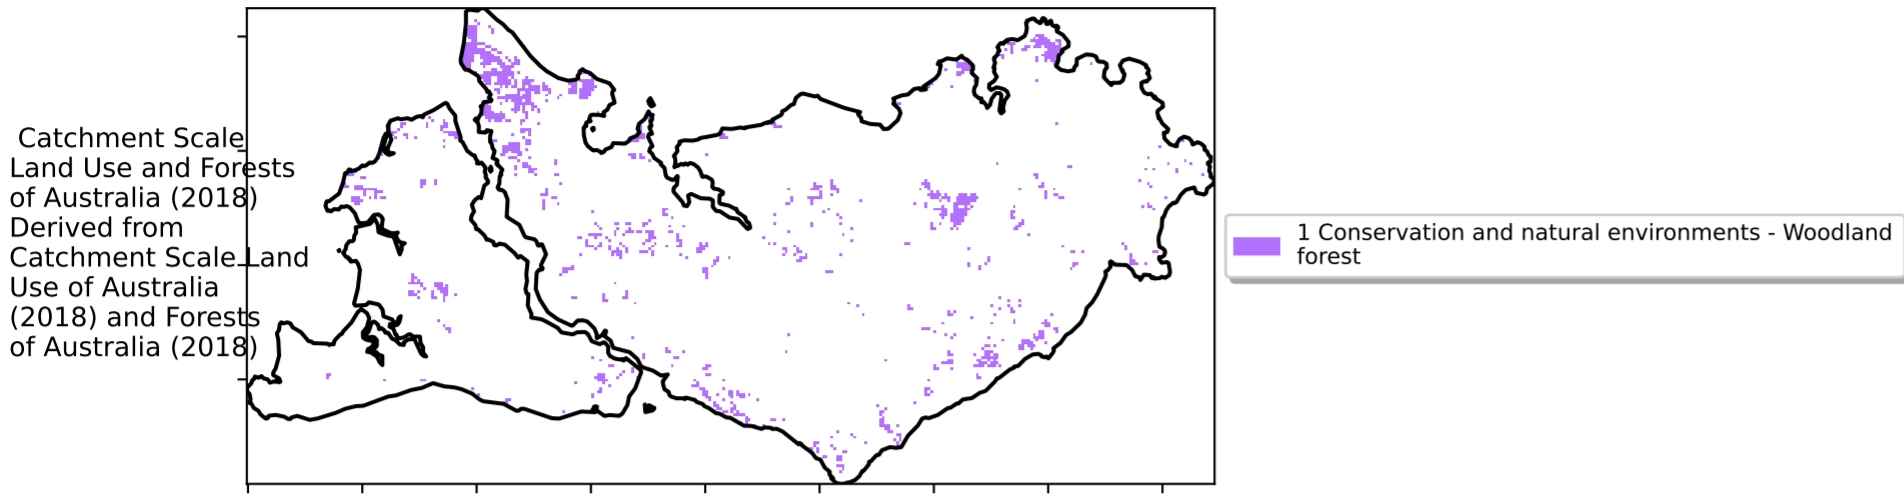 Catchment Scale
Land Use and Forests
of Australia (2018)
Derived from
Catchment Scale Land
Use of Australia
(2018) and Forests
of Australia (2018)
1 Conservation and natural environments - Woodland
forest